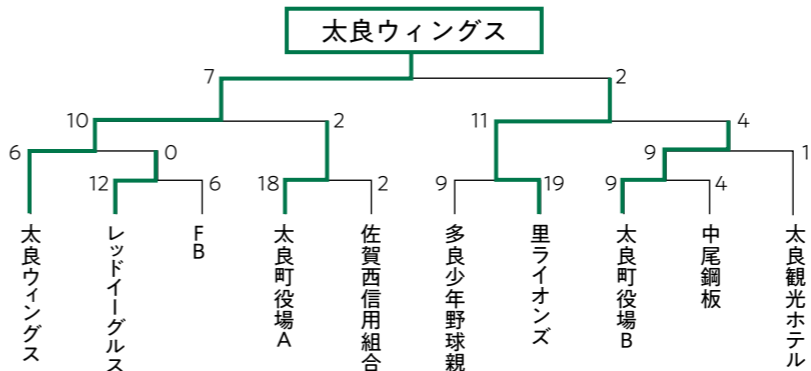 太良ウィングス
7 2
10 2 11 4
6 0 9 1
12 6 18 2 9 19 9 4
太良ウィングス
レッドイーグルス
FB
太良町役場A
佐賀西信用組合
多良少年野球親
里ライオンズ
太良町役場B
中尾鋼板
太良観光ホテル